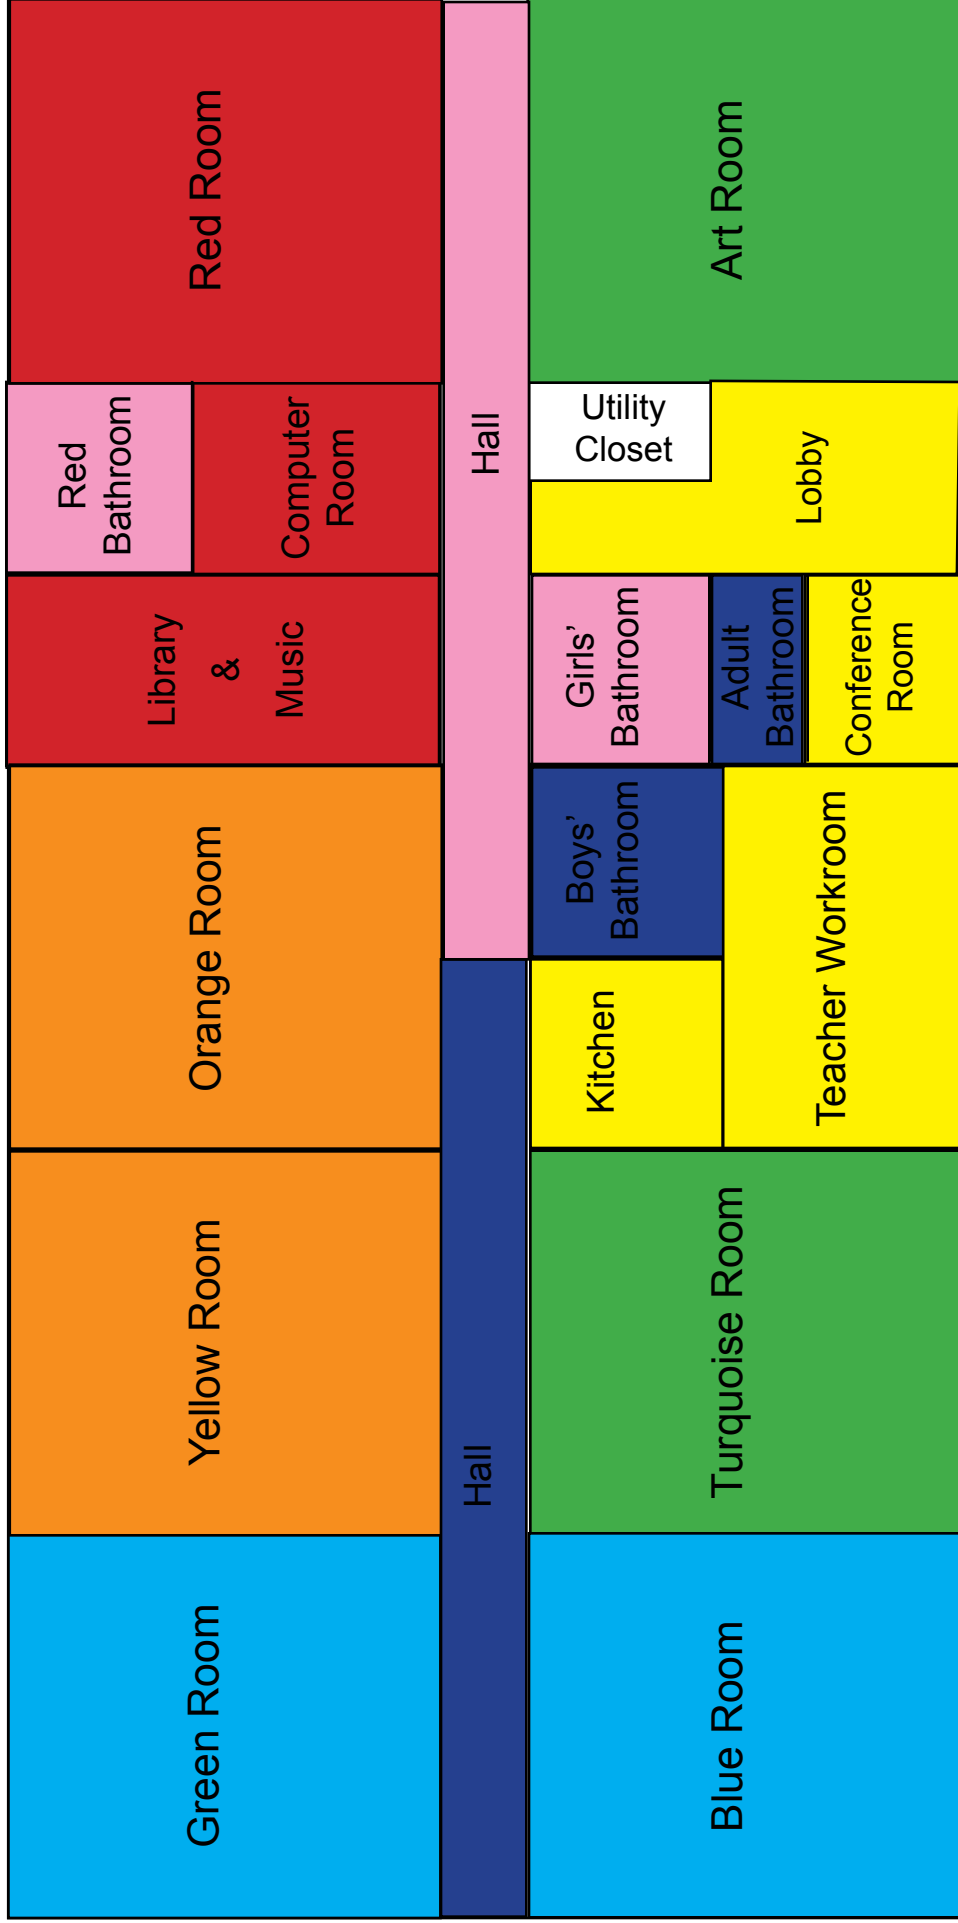 Red Room
Red
Bathroom
Computer
Room
Library
&
Music
Orange Room
Yellow Room
Green Room
Hall
Hall
Art Room
Utility
Closet
Lobby
Girls’
Bathroom
Adult
Bathroom
Conference
Room
Boys’
Bathroom
Kitchen
Teacher Workroom
Turquoise Room
Blue Room